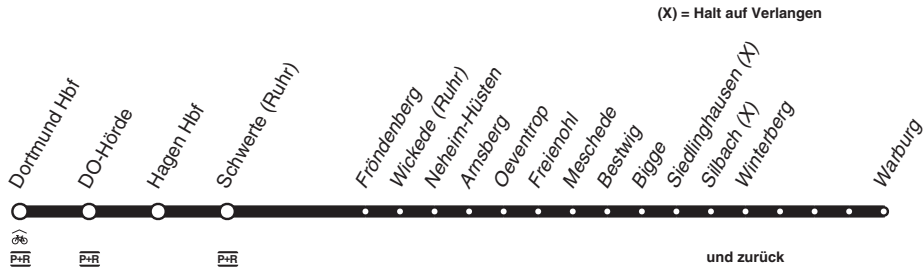 (X) = Halt auf Verlangen
Dortmund Hbf
DO-Hörde
Hagen Hbf
Schwerte (Ruhr)
Fröndenberg
Wickede (Ruhr)
Neheim-Hüsten
Arnsberg
Oeventrop
Freienohl
Meschede
Bestwig
Bigge
Siedlinghausen (X)
Silbach (X)
Winterberg
Warburg
P+R
P+R
P+R
und zurück